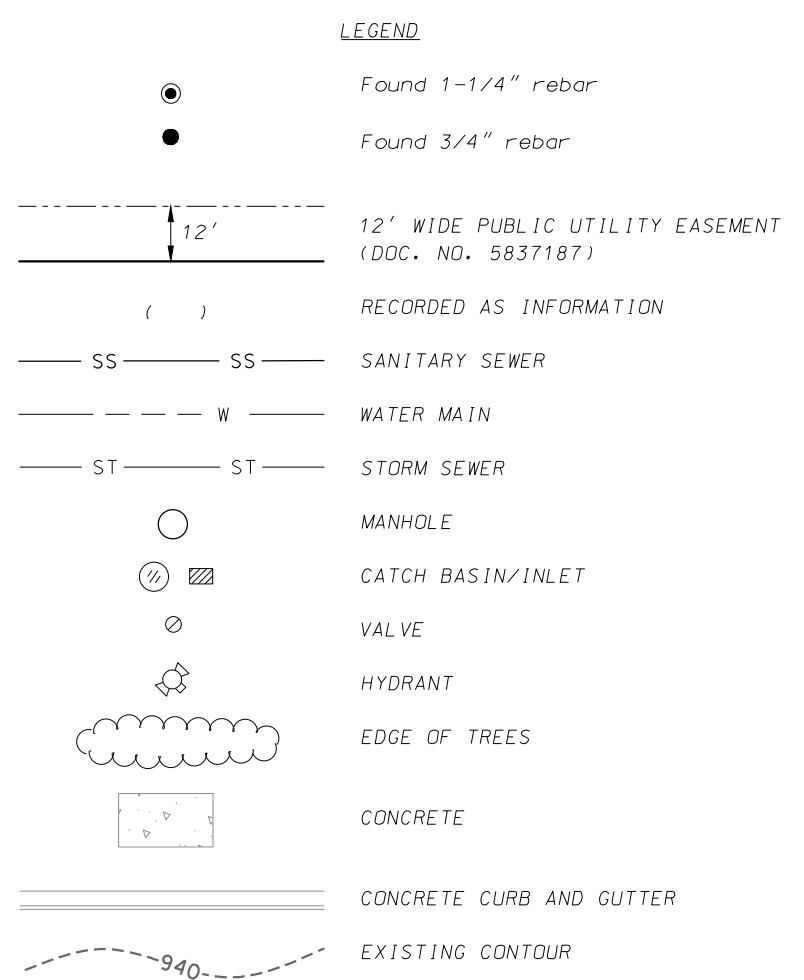 LEGEND
Found 1-1/4" rebar
Found 3/4" rebar
12'
12' WIDE PUBLIC UTILITY EASEMENT
(DOC. NO. 5837187)
( ) RECORDED AS INFORMATION
SS SS SANITARY SEWER
W WATER MAIN
ST ST STORM SEWER
MANHOLE
CATCH BASIN/INLET
VALVE
HYDRANT
EDGE OF TREES
CONCRETE
CONCRETE CURB AND GUTTER
940 EXISTING CONTOUR